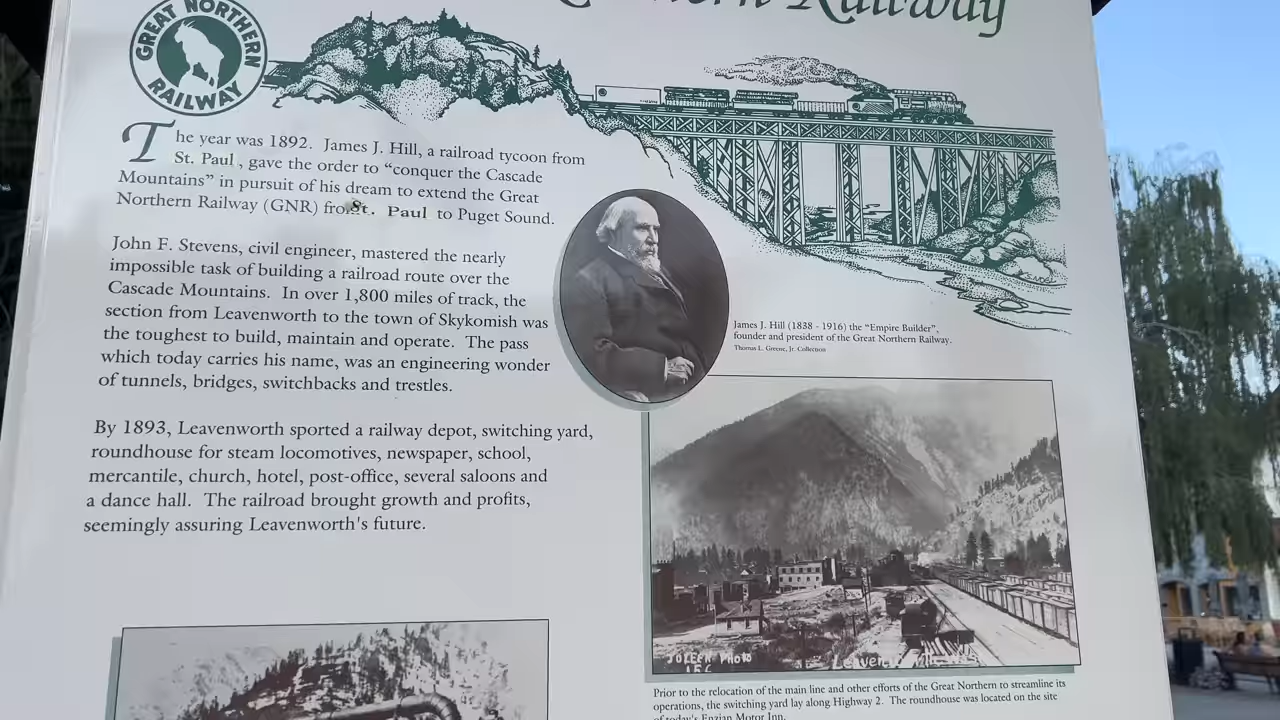 Northern Railway
GREAT NORTHERN
RAILWAY
The year was 1892. James J. Hill, a railroad tycoon from
St. Paul, gave the order to “conquer the Cascade
Mountains” in pursuit of his dream to extend the Great
Northern Railway (GNR) from St. Paul to Puget Sound.
John F. Stevens, civil engineer, mastered the nearly
impossible task of building a railroad route over the
Cascade Mountains. In over 1,800 miles of track, the
section from Leavenworth to the town of Skykomish was
the toughest to build, maintain and operate. The pass
which today carries his name, was an engineering wonder
of tunnels, bridges, switchbacks and trestles.
By 1893, Leavenworth sported a railway depot, switching yard,
roundhouse for steam locomotives, newspaper, school,
mercantile, church, hotel, post-office, several saloons and
a dance hall. The railroad brought growth and profits,
seemingly assuring Leavenworth's future.
James J. Hill (1838 - 1916) the “Empire Builder”,
founder and president of the Great Northern Railway.
Thomas L. Greene, Jr. Collection
Photo
Prior to the relocation of the main line and other efforts of the Great Northern to streamline its
operations, the switching yard lay along Highway 2. The roundhouse was located on the site
of today's Enzian Motor Inn.